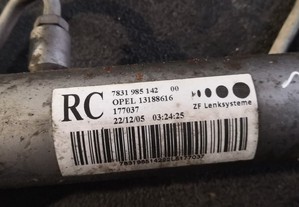 RC
7831 985 142 00
OPEL 13188616
177037
22/12/05 03:24:25
ZF Lenksysteme